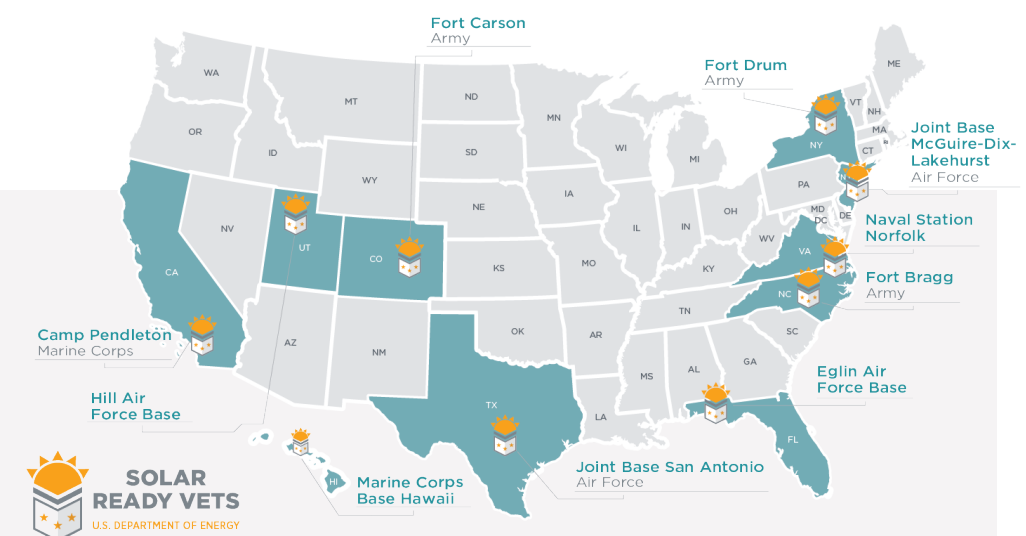 Fort Carson
Army
Fort Drum
Army
Joint Base
McGuire-Dix-
Lakehurst
Air Force
Naval Station
Norfolk
Fort Bragg
Army
Eglin Air
Force Base
Joint Base San Antonio
Air Force
Marine Corps
Base Hawaii
Hill Air
Force Base
Camp Pendleton
Marine Corps
WA
OR
ID
MT
ND
SD
WY
NE
MN
WI
MI
IA
IL
IN
OH
PA
NY
VT
NH
ME
MA
CT
MD
DC
DE
WV
VA
KY
NC
TN
SC
GA
AL
MS
FL
LA
AR
MO
KS
OK
TX
NM
AZ
CO
UT
NV
CA
HI
SOLAR
READY VETS
U.S. DEPARTMENT OF ENERGY